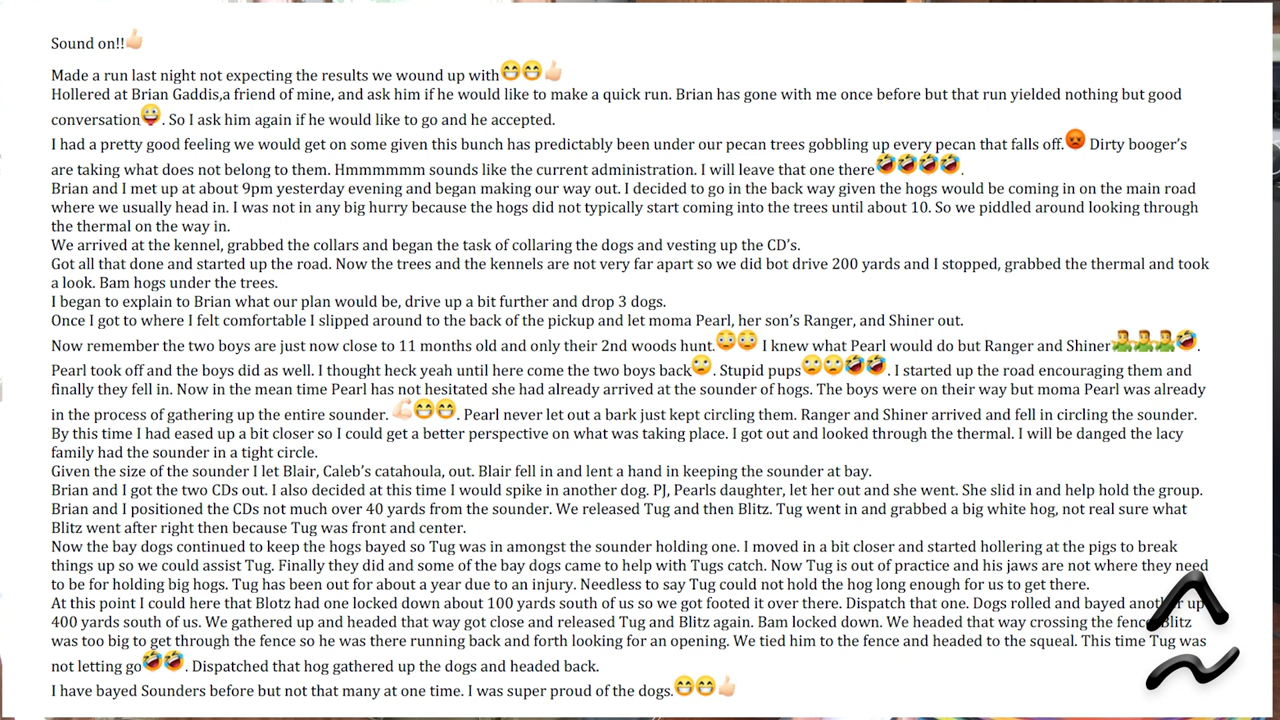 Sound on!!👍🏻
Made a run last night not expecting the results we wound up with😁😁👍🏻
Hollered at Brian Gaddis,a friend of mine, and ask him if he would like to make a quick run. Brian has gone with me once before but that run yielded nothing but good
conversation🤪. So I ask him again if he would like to go and he accepted.
I had a pretty good feeling we would get on some given this bunch has predictably been under our pecan trees gobbling up every pecan that falls off.😡 Dirty booger's
are taking what does not belong to them. Hmmmmmm sounds like the current administration. I will leave that one there🤣🤣🤣🤣.
Brian and I met up at about 9pm yesterday evening and began making our way out. I decided to go in the back way given the hogs would be coming in on the main road
where we usually head in. I was not in any big hurry because the hogs did not typically start coming into the trees until about 10. So we piddled around looking through
the thermal on the way in.
We arrived at the kennel, grabbed the collars and began the task of collaring the dogs and vesting up the CD's.
Got all that done and started up the road. Now the trees and the kennels are not very far apart so we did bot drive 200 yards and I stopped, grabbed the thermal and took
a look. Bam hogs under the trees.
I began to explain to Brian what our plan would be, drive up a bit further and drop 3 dogs.
Once I got to where I felt comfortable I slipped around to the back of the pickup and let moma Pearl, her son's Ranger, and Shiner out.
Now remember the two boys are just now close to 11 months old and only their 2nd woods hunt.😳😳 I knew what Pearl would do but Ranger and Shiner🤷‍♂️🤷‍♂️🤷‍♂️🤣.
Pearl took off and the boys did as well. I thought heck yeah until here come the two boys back🙄. Stupid pups🙄🙄🤣🤣. I started up the road encouraging them and
finally they fell in. Now in the mean time Pearl has not hesitated she had already arrived at the sounder of hogs. The boys were on their way but moma Pearl was already
in the process of gathering up the entire sounder. 💪🏻😁😁. Pearl never let out a bark just kept circling them. Ranger and Shiner arrived and fell in circling the sounder.
By this time I had eased up a bit closer so I could get a better perspective on what was taking place. I got out and looked through the thermal. I will be danged the lacy
family had the sounder in a tight circle.
Given the size of the sounder I let Blair, Caleb's catahoula, out. Blair fell in and lent a hand in keeping the sounder at bay.
Brian and I got the two CDs out. I also decided at this time I would spike in another dog. PJ, Pearls daughter, let her out and she went. She slid in and help hold the group.
Brian and I positioned the CDs not much over 40 yards from the sounder. We released Tug and then Blitz. Tug went in and grabbed a big white hog, not real sure what
Blitz went after right then because Tug was front and center.
Now the bay dogs continued to keep the hogs bayed so Tug was in amongst the sounder holding one. I moved in a bit closer and started hollering at the pigs to break
things up so we could assist Tug. Finally they did and some of the bay dogs came to help with Tugs catch. Now Tug is out of practice and his jaws are not where they need
to be for holding big hogs. Tug has been out for about a year due to an injury. Needless to say Tug could not hold the hog long enough for us to get there.
At this point I could here that Blotz had one locked down about 100 yards south of us so we got footed it over there. Dispatch that one. Dogs rolled and bayed another up
400 yards south of us. We gathered up and headed that way got close and released Tug and Blitz again. Bam locked down. We headed that way crossing the fence Blitz
was too big to get through the fence so he was there running back and forth looking for an opening. We tied him to the fence and headed to the squeal. This time Tug was
not letting go🤣🤣. Dispatched that hog gathered up the dogs and headed back.
I have bayed Sounders before but not that many at one time. I was super proud of the dogs.😁😁👍🏻